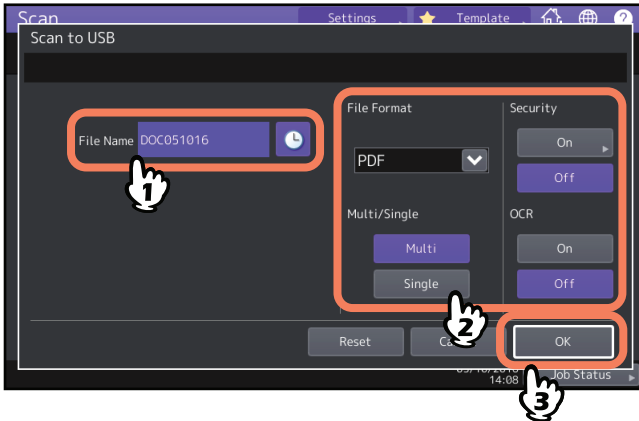 Scan
Settings
Template
?
Scan to USB
File Name DOC051016
File Format
Security
PDF
On
Off
Multi/Single
OCR
Multi
On
Single
Off
Reset
OK
14:08
Job Status
1
2
3